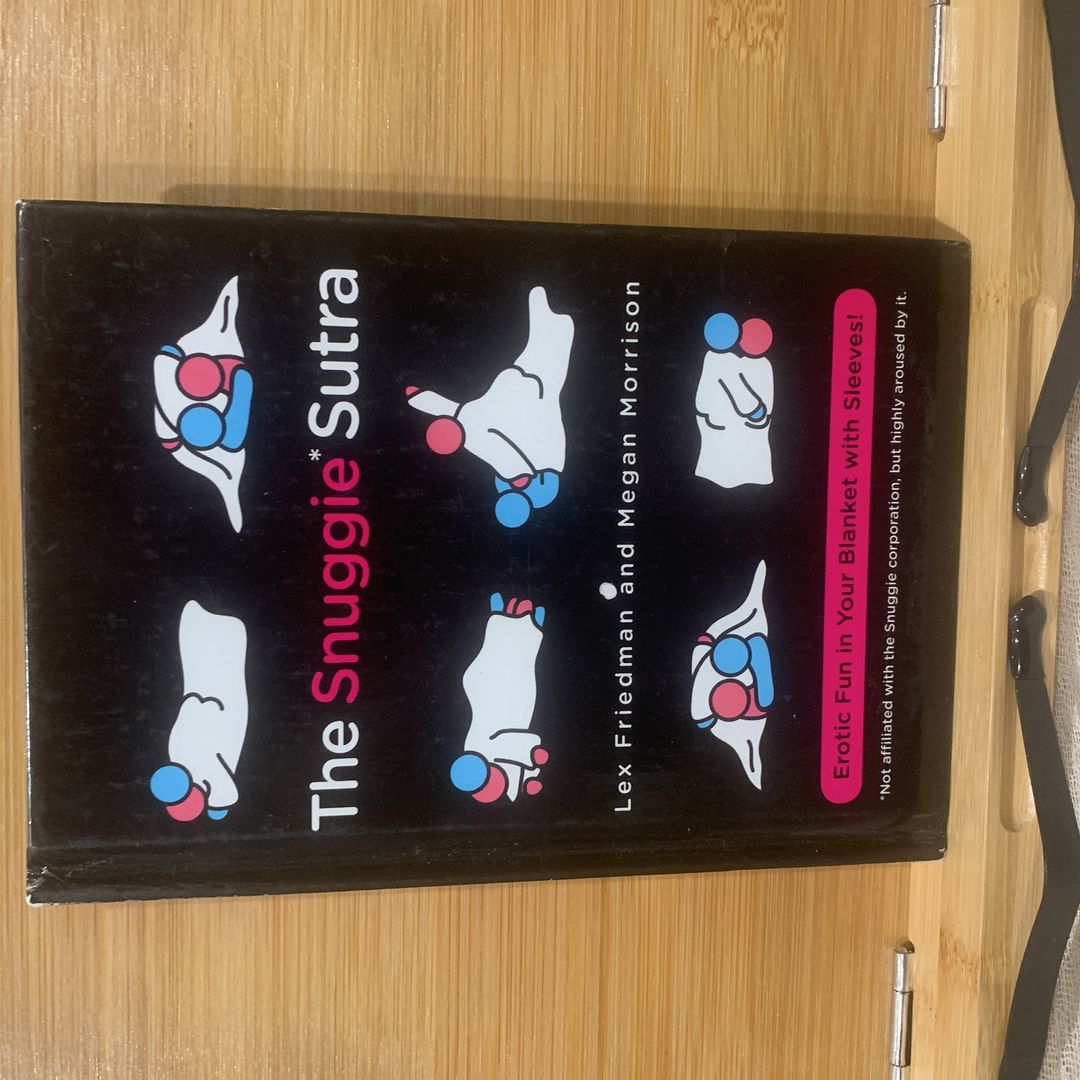 The Snuggie* Sutra
Lex Friedman and Megan Morrison
Erotic Fun in Your Blanket with Sleeves!
*Not affiliated with the Snuggie corporation, but highly aroused by it.